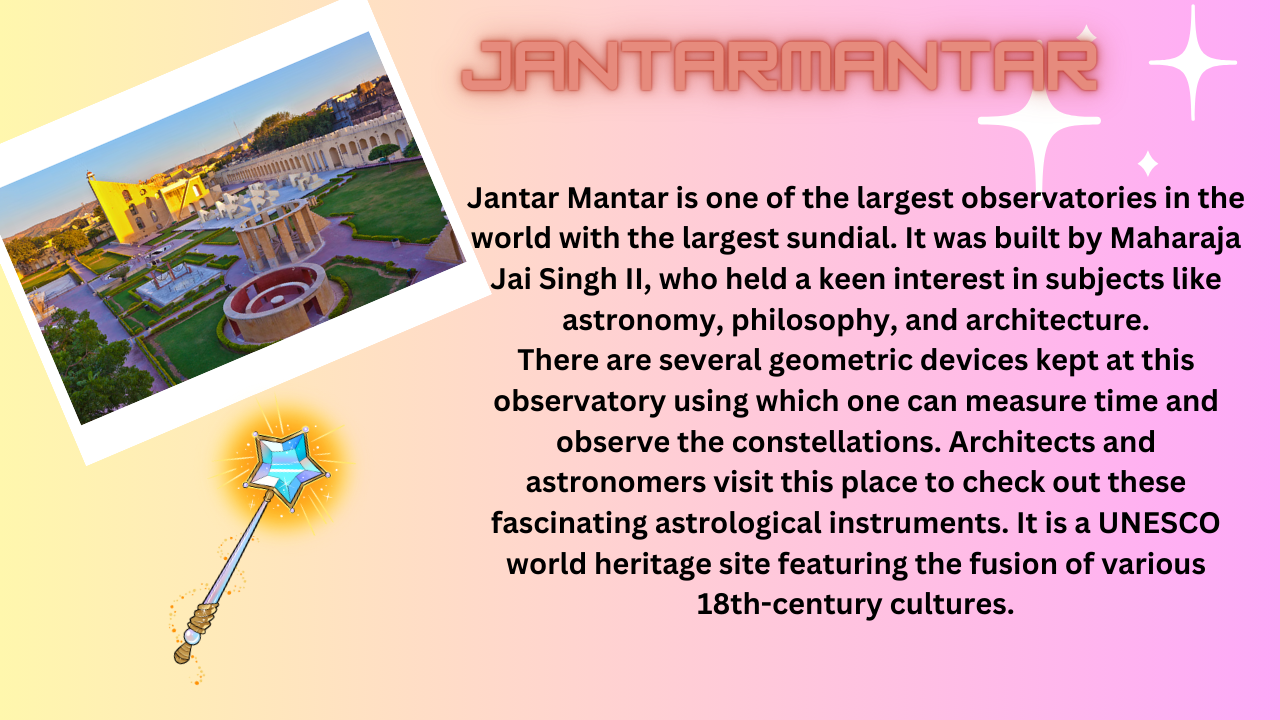 JANTARMANTAR
Jantar Mantar is one of the largest observatories in the
world with the largest sundial. It was built by Maharaja
Jai Singh II, who held a keen interest in subjects like
astronomy, philosophy, and architecture.
There are several geometric devices kept at this
observatory using which one can measure time and
observe the constellations. Architects and
astronomers visit this place to check out these
fascinating astrological instruments. It is a UNESCO
world heritage site featuring the fusion of various
18th-century cultures.